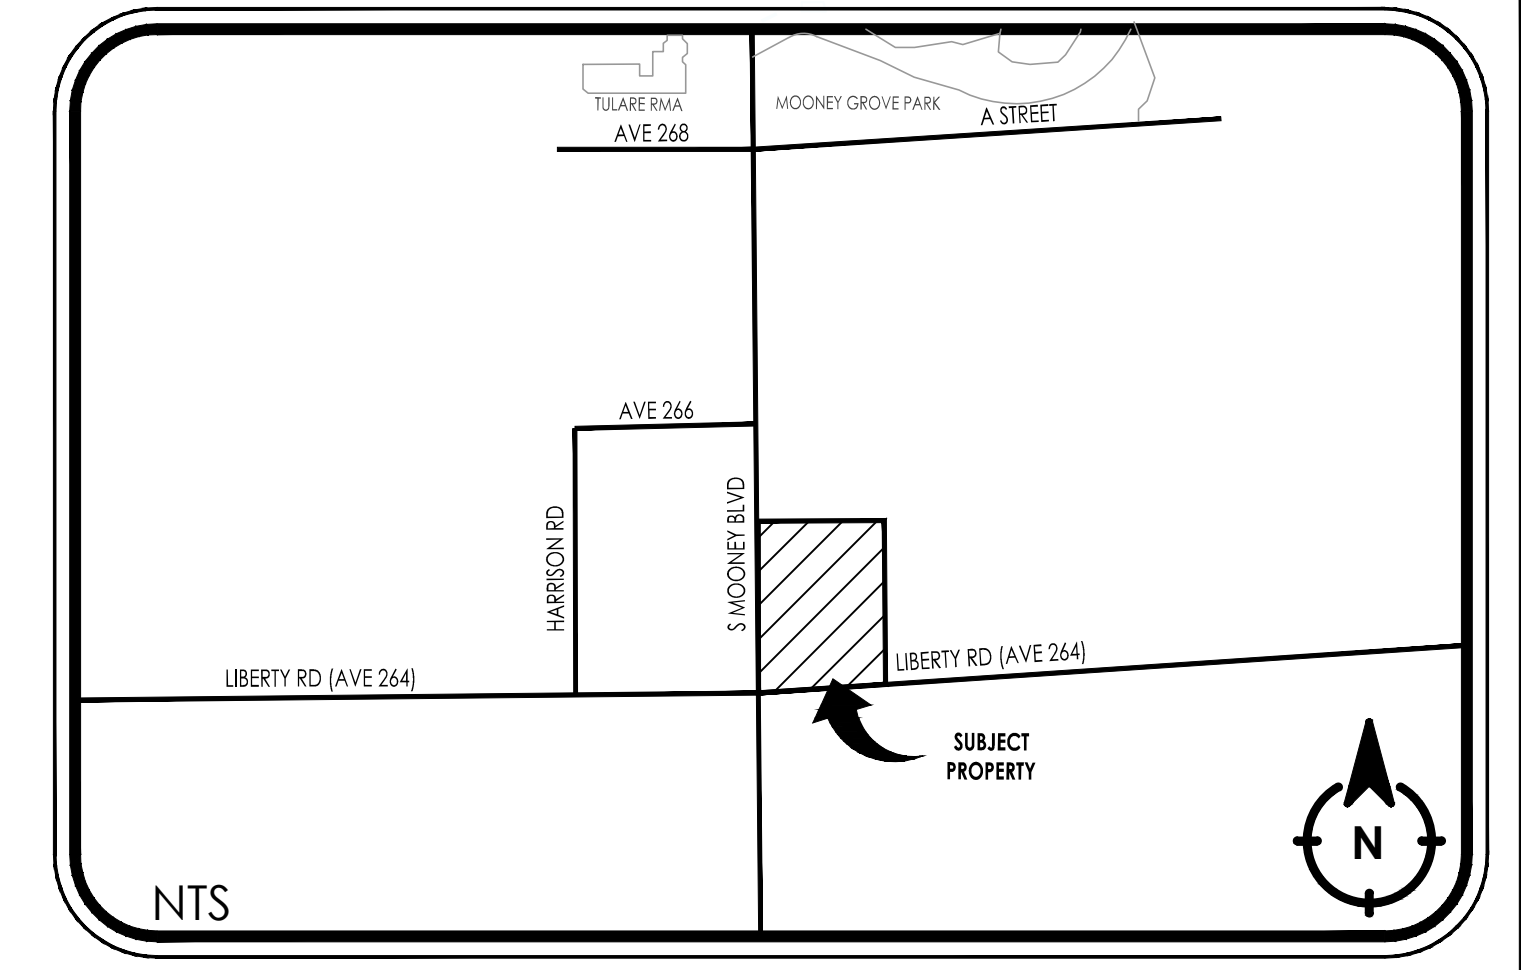 TULARE RMA
MOONEY GROVE PARK
A STREET
AVE 268
AVE 266
HARRISON RD
S MOONEY BLVD
LIBERTY RD (AVE 264)
LIBERTY RD (AVE 264)
SUBJECT
PROPERTY
N
NTS